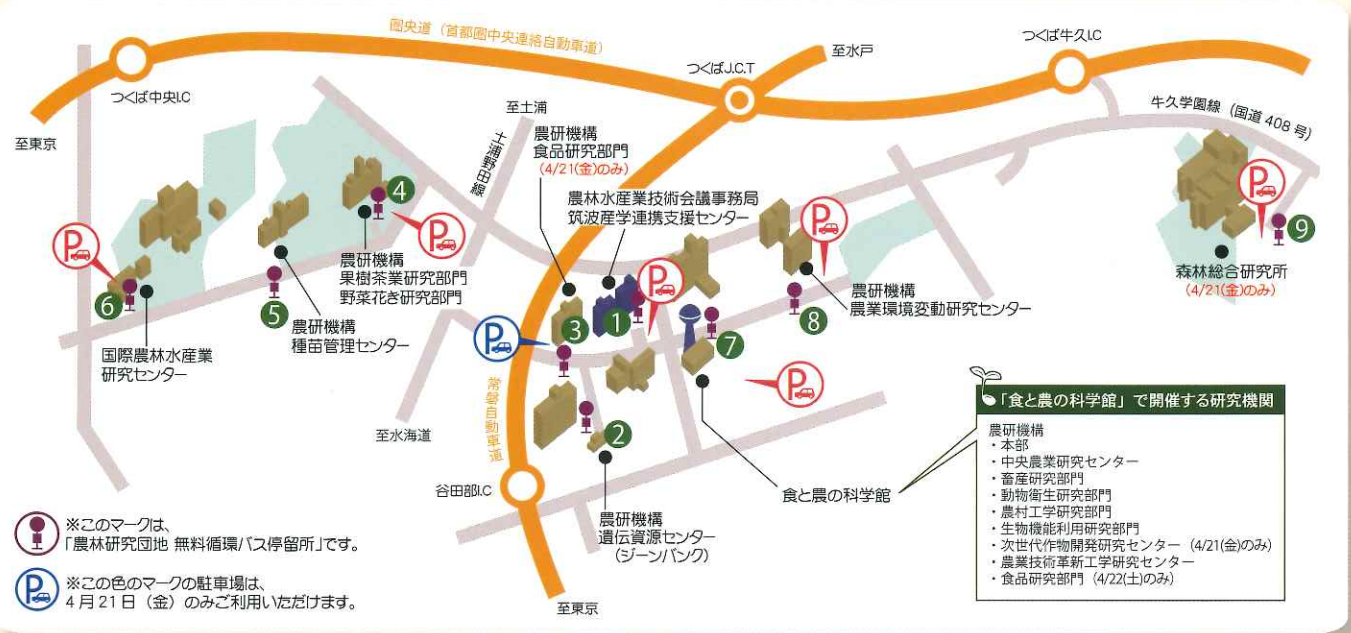 圏央道（首都圏中央連絡自動車道）
つくば牛久I.C
つくばJ.C.T
至水戸
つくば中央I.C
至東京
至土浦
土浦野田線
牛久学園線（国道408号）
農研機構
食品研究部門
（4/21(金)のみ）
農林水産業技術会議事務局
筑波産学連携支援センター
4
P
P
P
P
9
農研機構
果樹茶業研究部門
野菜花き研究部門
森林総合研究所
（4/21(金)のみ）
P
6
5
農研機構
種苗管理センター
国際農林水産業
研究センター
P
3
1
7
8
農研機構
農業環境変動研究センター
P
常磐自動車道
至水海道
2
谷田部I.C
食と農の科学館
農研機構
遺伝資源センター
（ジーンバンク）
至東京
「食と農の科学館」で開催する研究機関
農研機構
・本部
・中央農業研究センター
・畜産研究部門
・動物衛生研究部門
・農村工学研究部門
・生物機能利用研究部門
・次世代作物開発研究センター（4/21(金)のみ）
・農業技術革新工学研究センター
・食品研究部門（4/22(土)のみ）
※このマークは、
「農林研究団地 無料循環バス停留所」です。
P
※この色のマークの駐車場は、
4月21日（金）のみご利用いただけます。